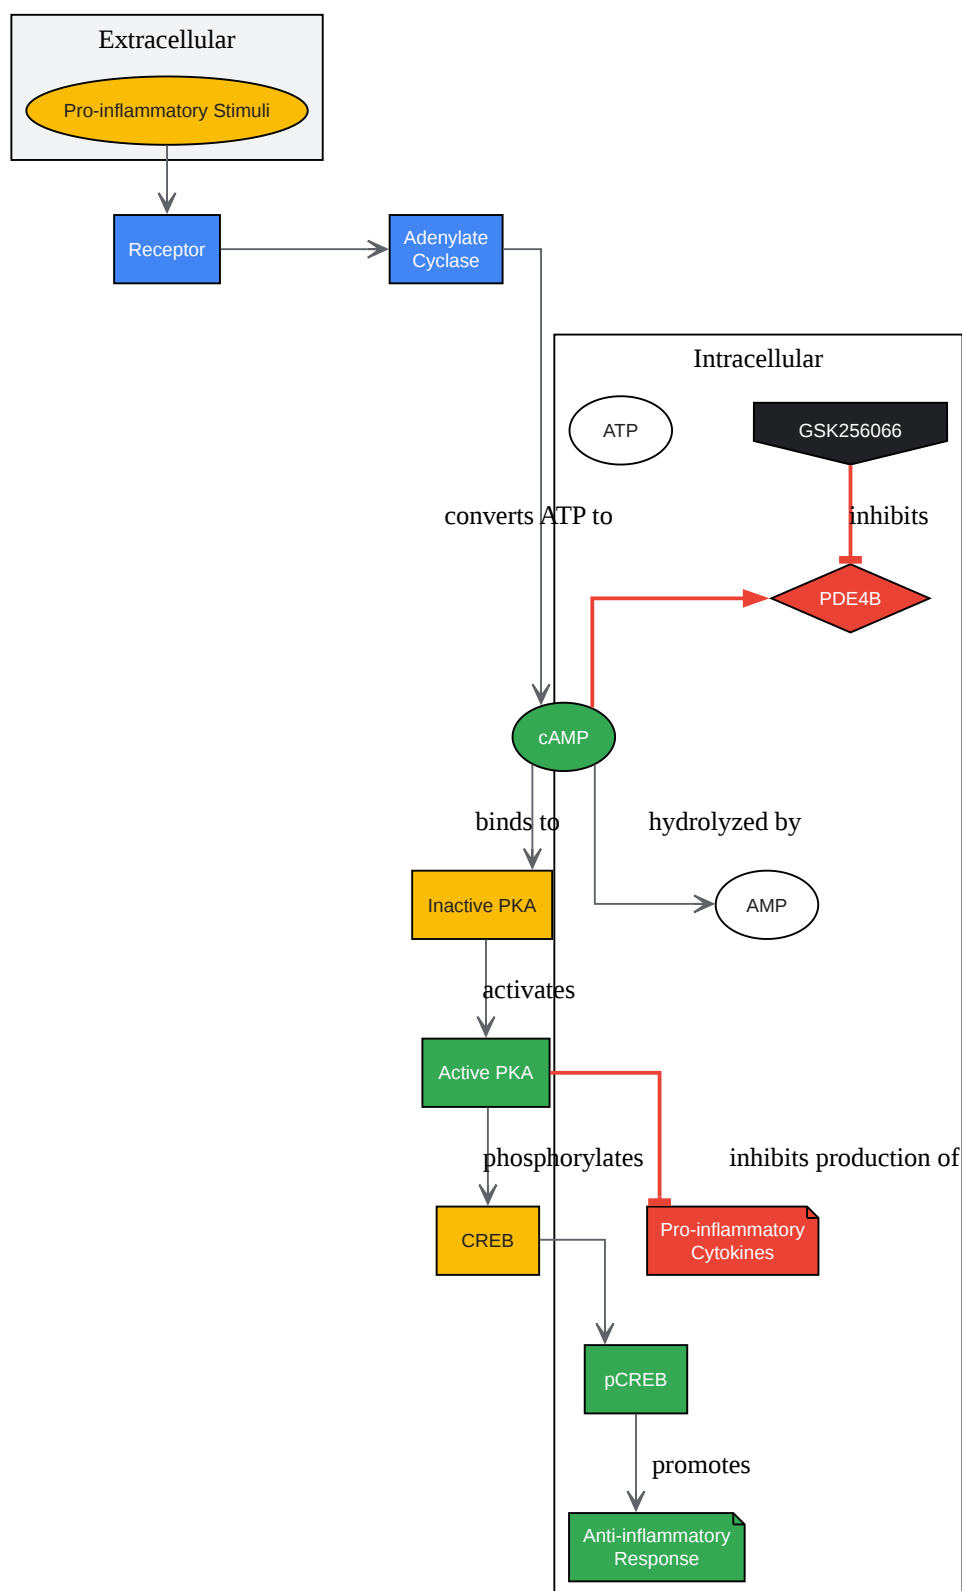 Extracellular
Pro-inflammatory Stimuli
Receptor
Adenylate
Cyclase
Intracellular
ATP
GSK256066
converts ATP to
inhibits
PDE4B
cAMP
binds to
hydrolyzed by
Inactive PKA
AMP
activates
Active PKA
phosphorylates
inhibits production of
CREB
Pro-inflammatory
Cytokines
pCREB
promotes
Anti-inflammatory
Response